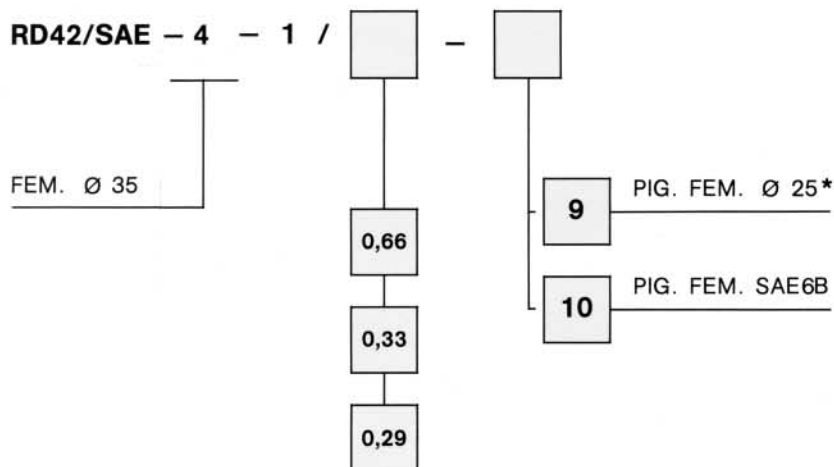 RD42/SAE – 4 – 1 / –
FEM. Ø 35
PIG. FEM. Ø 25*
9
0,66
PIG. FEM. SAE6B
10
0,33
0,29